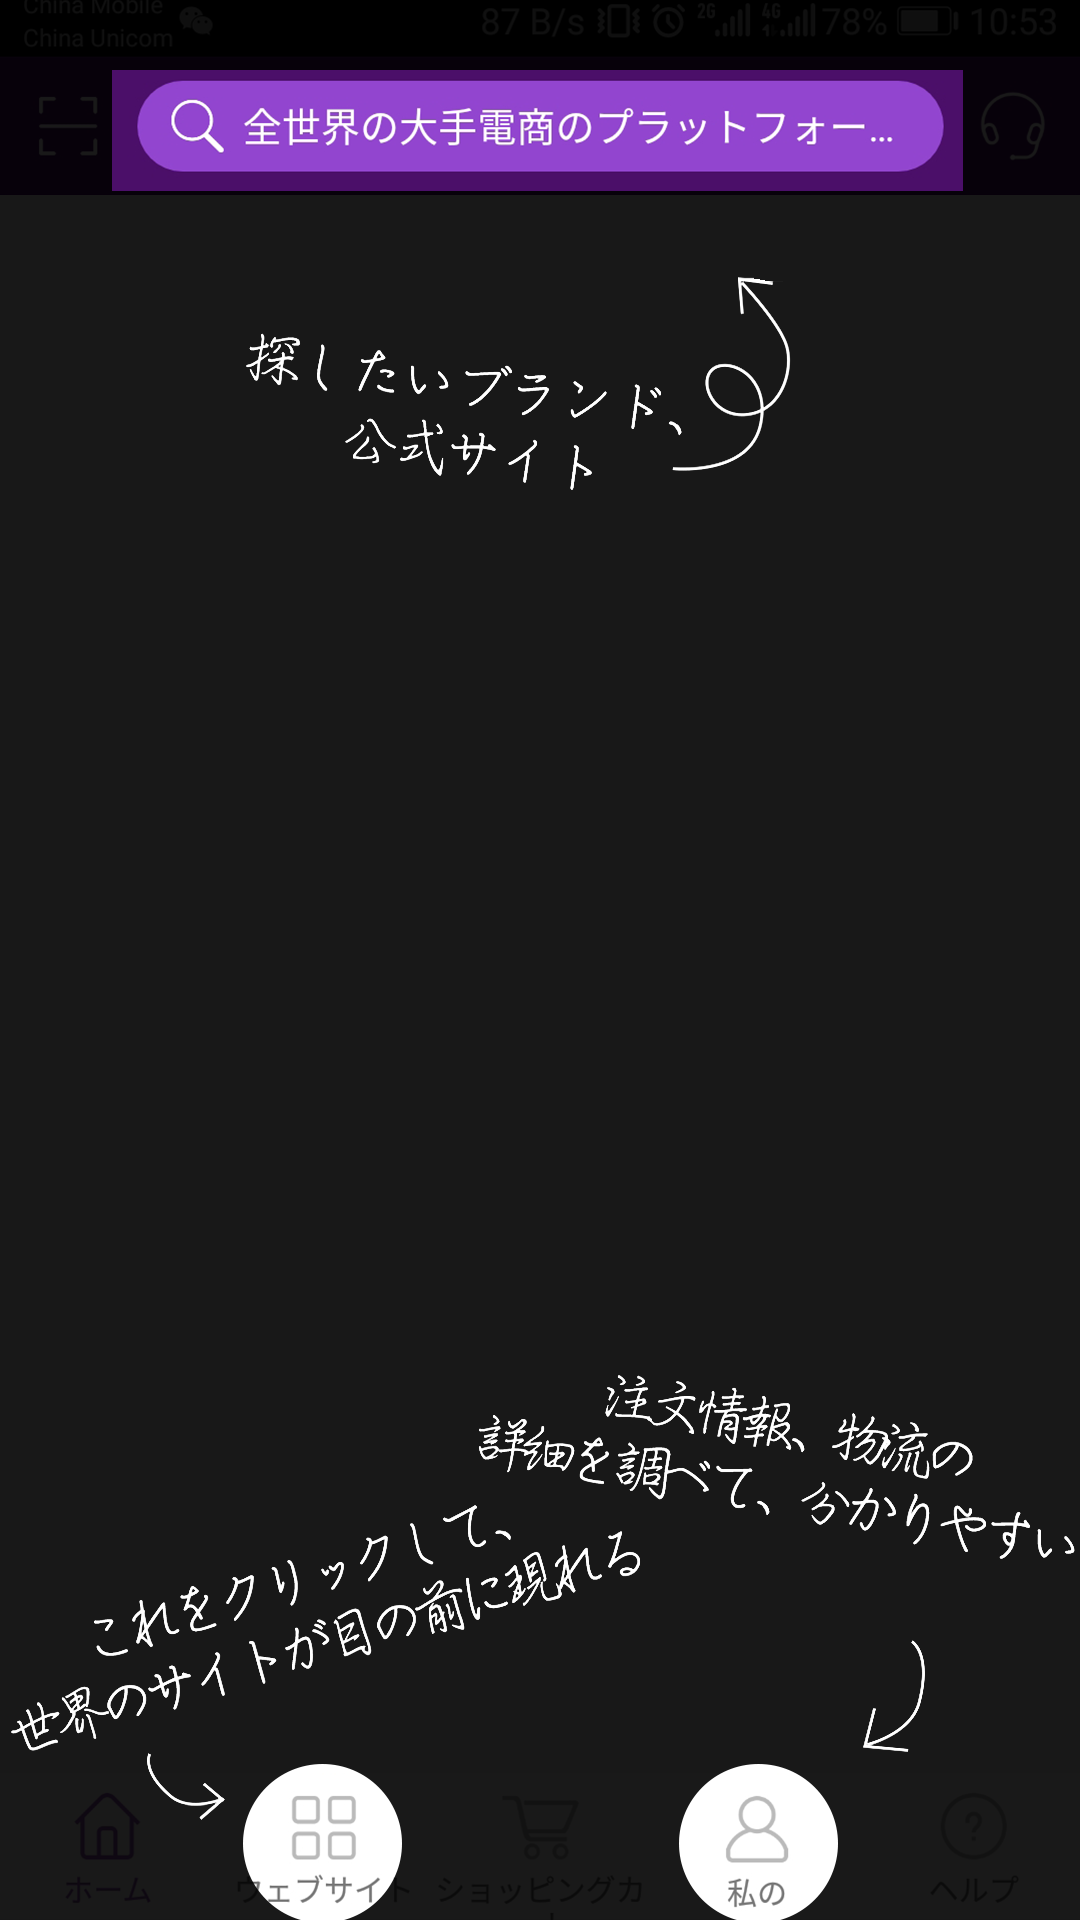 China Mobile
China Unicom
87 B/s 2G 4G 78% 10:53
全世界の大手電商のプラットフォー...
探したいブランド、
公式サイト
注文情報、物流の
詳細を調べて、分かりやすい
これをクリックして、
世界のサイトが目の前に現れる
ホーム ウェブサイト ショッピングカ 私の ヘルプ